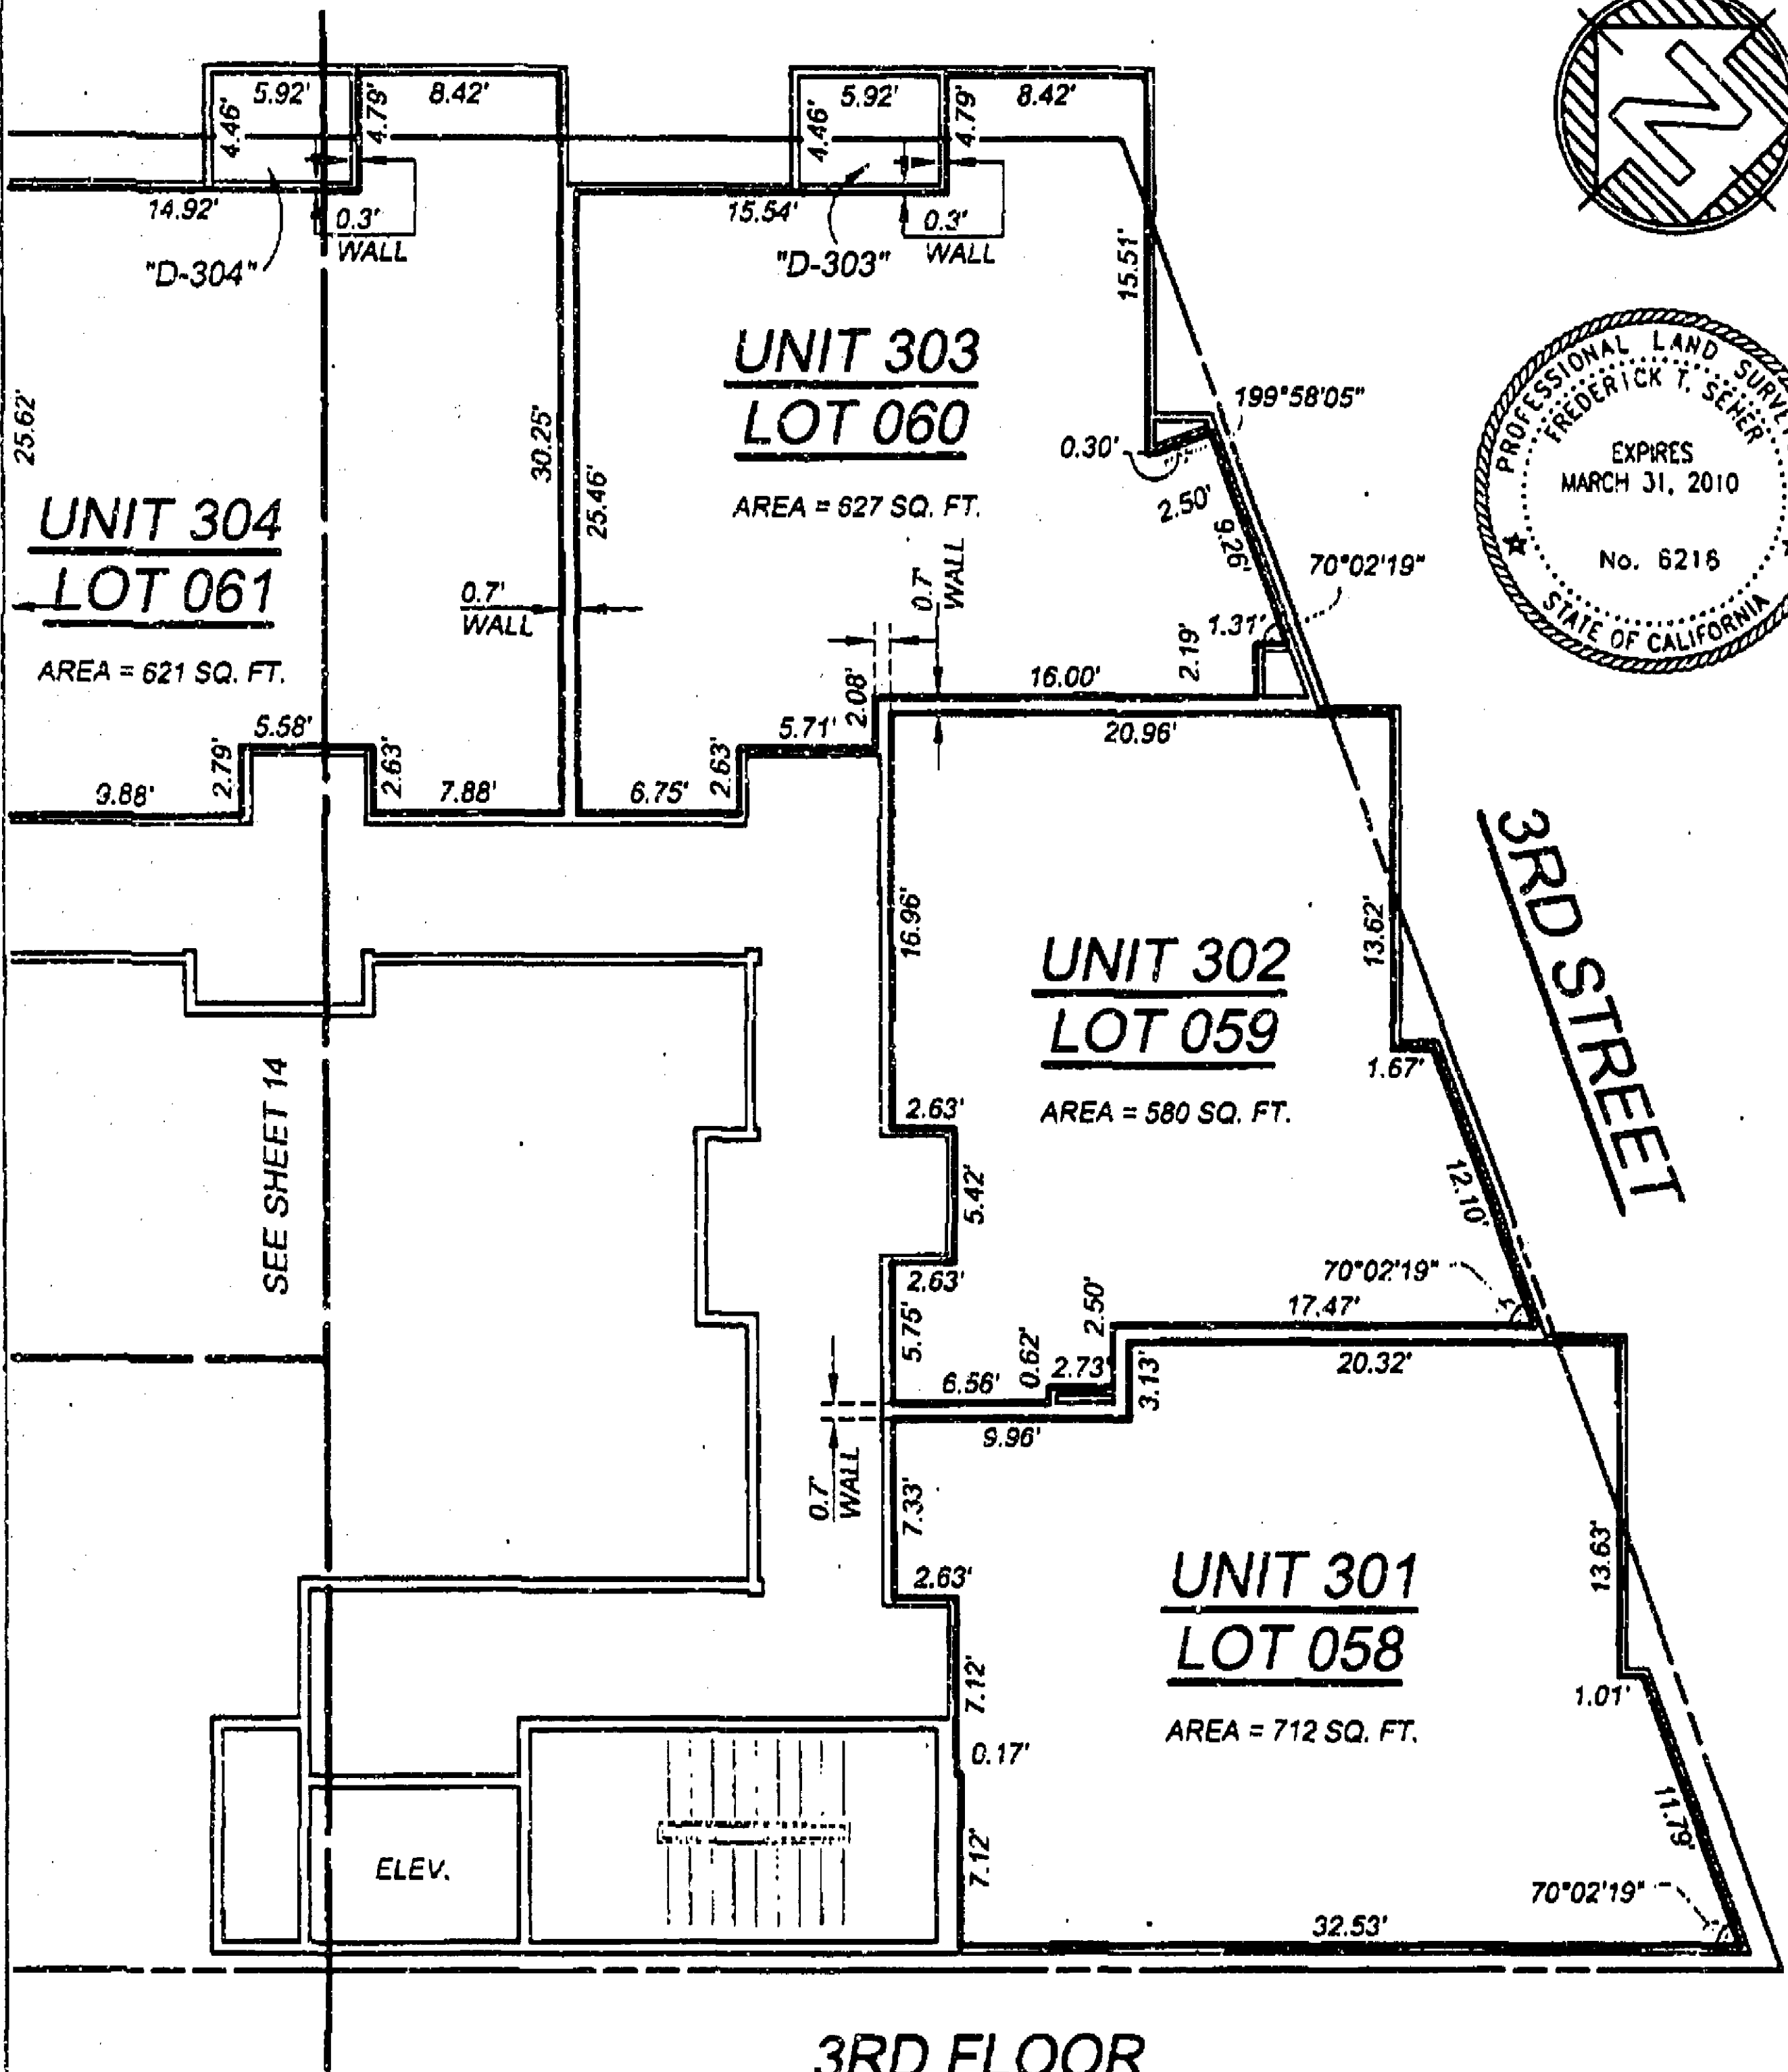 5.92'
8.42'
5.92'
8.42'
4.46'
4.79'
4.46'
4.79'
14.92'
0.3'
WALL
15.54'
0.3'
WALL
"D-304"
"D-303"
15.51'
N
UNIT 303
LOT 060
AREA = 627 SQ. FT.
199°58'05"
0.30'
2.50'
9.26'
PROFESSIONAL LAND
FREDERICK T. SEHER
EXPIRES
MARCH 31, 2010
No. 6216
STATE OF CALIFORNIA
25.62'
30.25'
25.46'
UNIT 304
LOT 061
AREA = 621 SQ. FT.
0.7'
WALL
0.7'
WALL
70°02'19"
1.31'
2.19'
16.00'
2.08'
5.71'
20.96'
5.58'
2.79'
2.63'
2.63'
9.88'
7.88'
6.75'
16.96'
13.62'
3RD STREET
UNIT 302
LOT 059
AREA = 580 SQ. FT.
1.67'
12.10'
SEE SHEET 14
2.63'
5.42'
2.63'
5.75'
70°02'19"
17.47'
2.50'
0.62'
2.73'
6.56'
3.13'
20.32'
9.96'
0.7'
WALL
7.33'
2.63'
13.63'
UNIT 301
LOT 058
AREA = 712 SQ. FT.
1.01'
11.79'
7.12'
0.17'
7.12'
ELEV.
70°02'19"
32.53'
3RD FLOOR